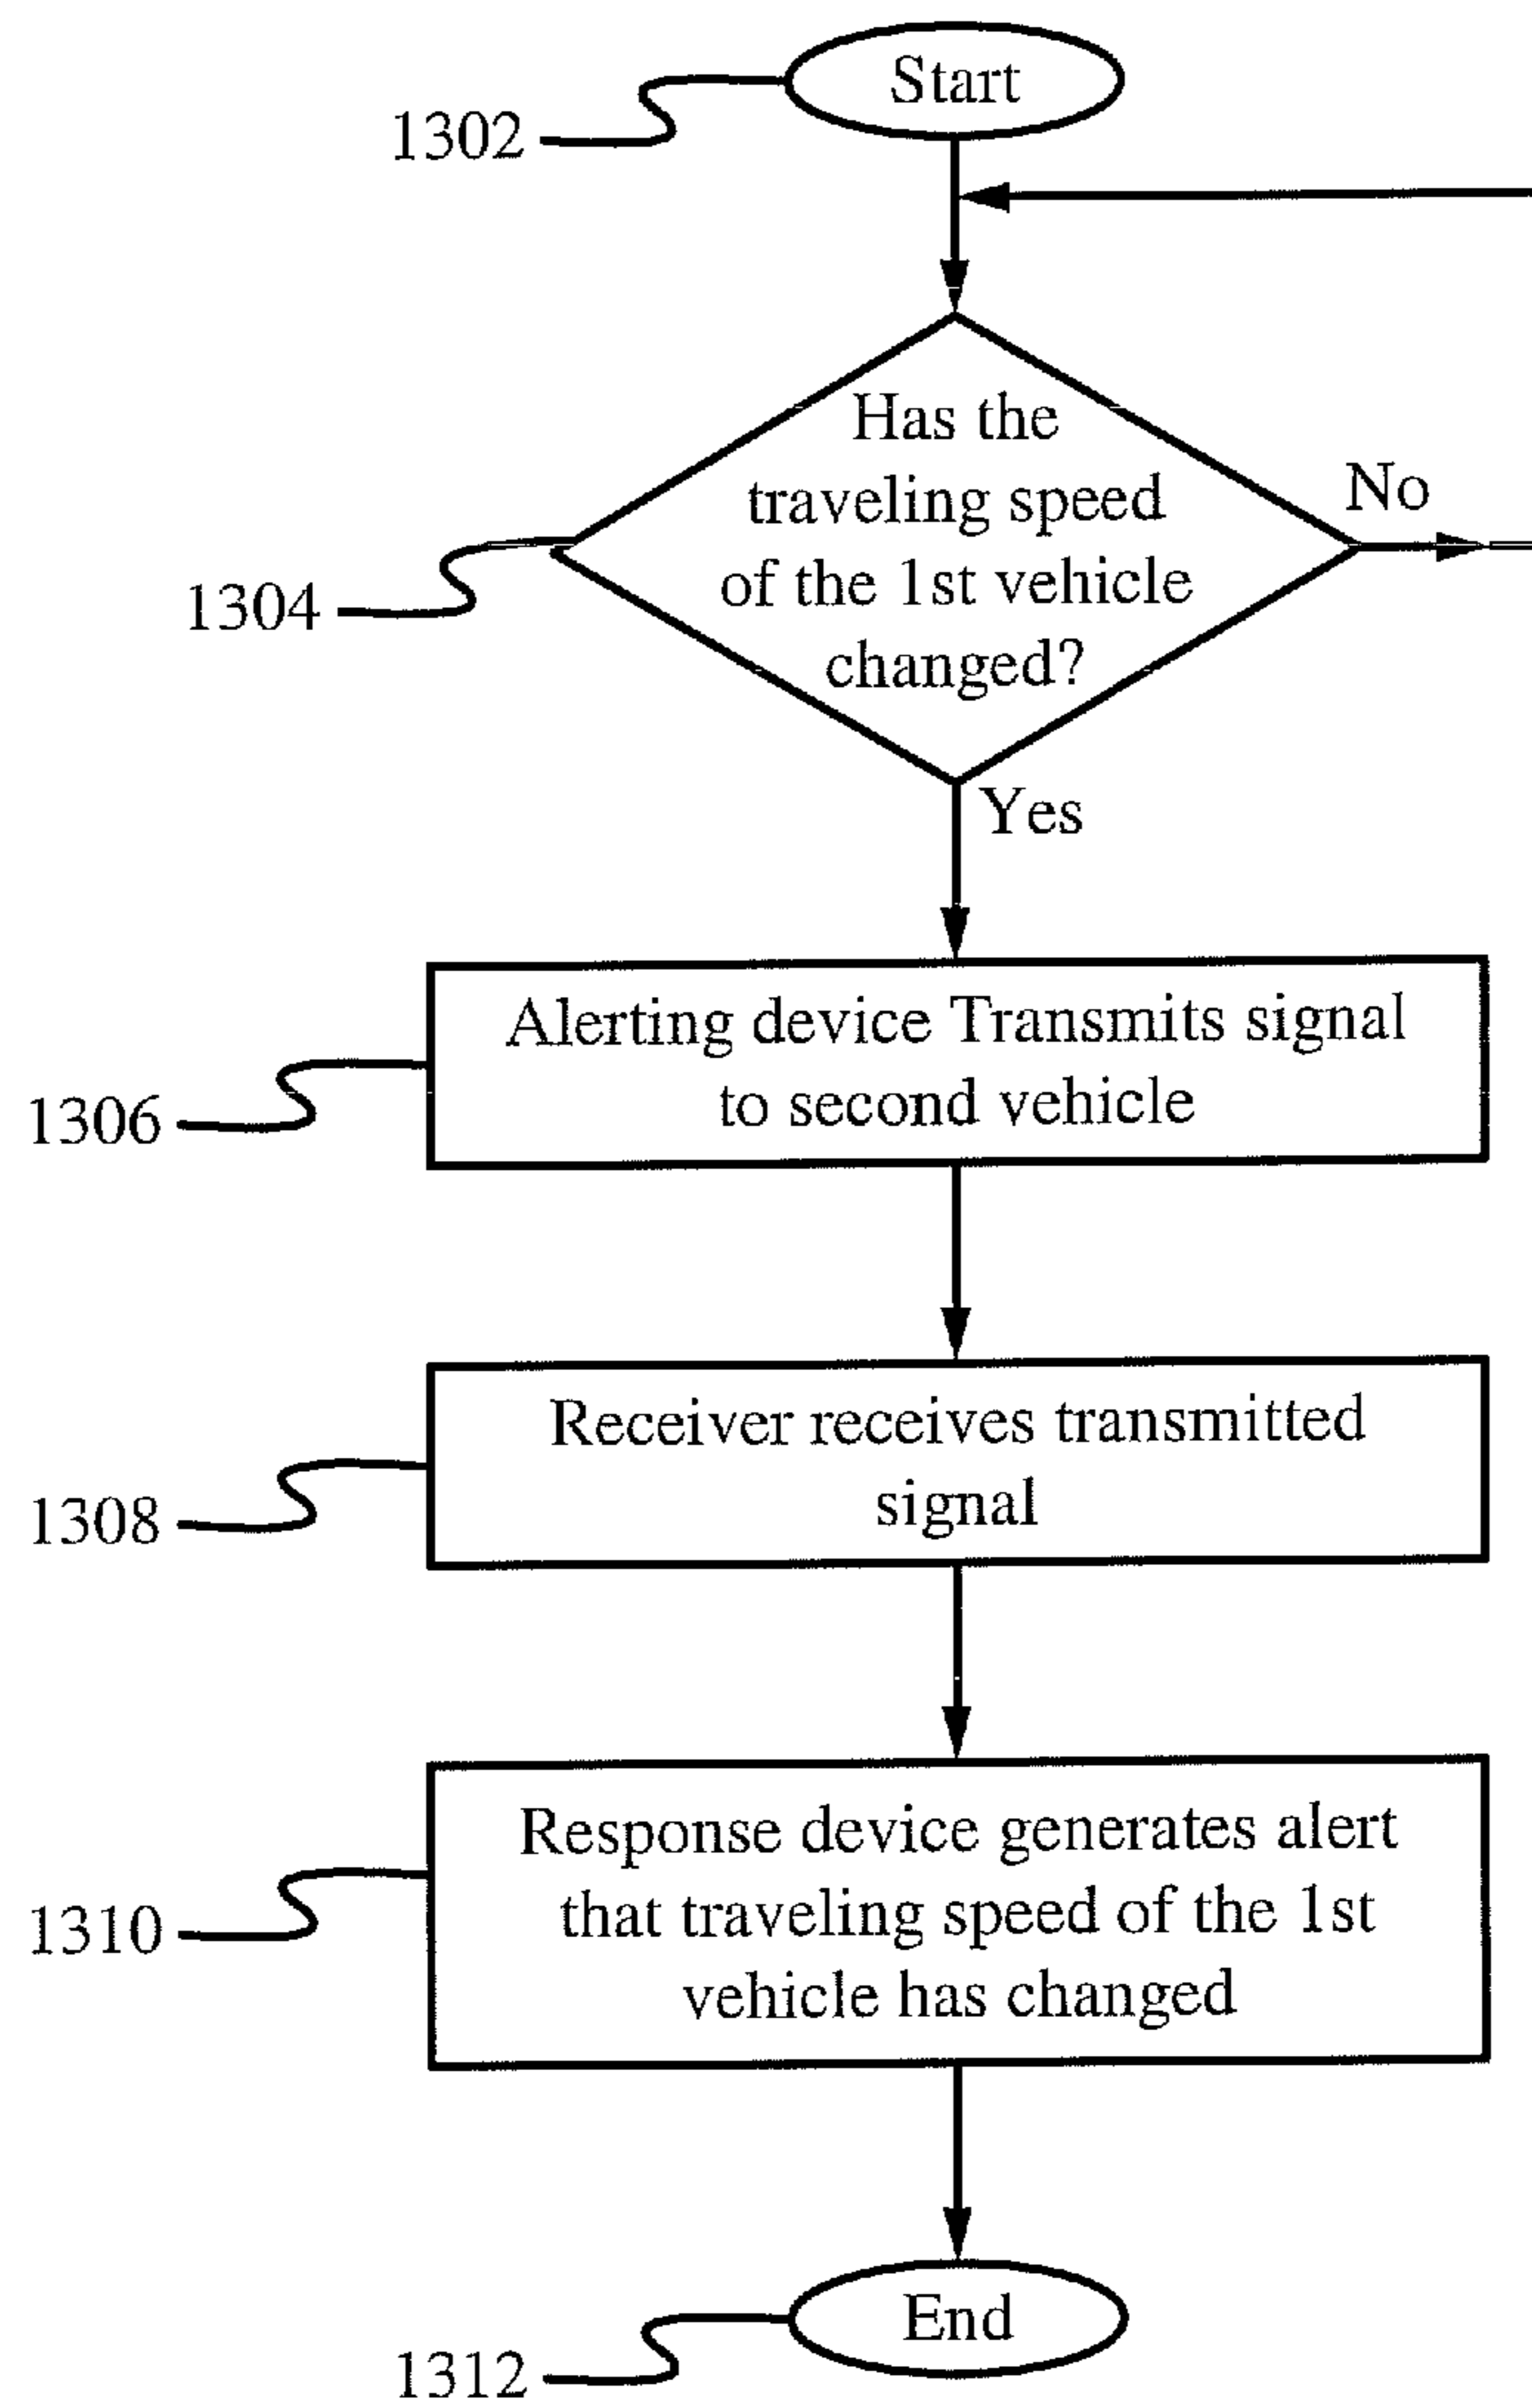 Start
1302
Has the
traveling speed
of the 1st vehicle
changed?
No
1304
Yes
Alerting device Transmits signal
to second vehicle
1306
Receiver receives transmitted
signal
1308
Response device generates alert
that traveling speed of the 1st
vehicle has changed
1310
End
1312